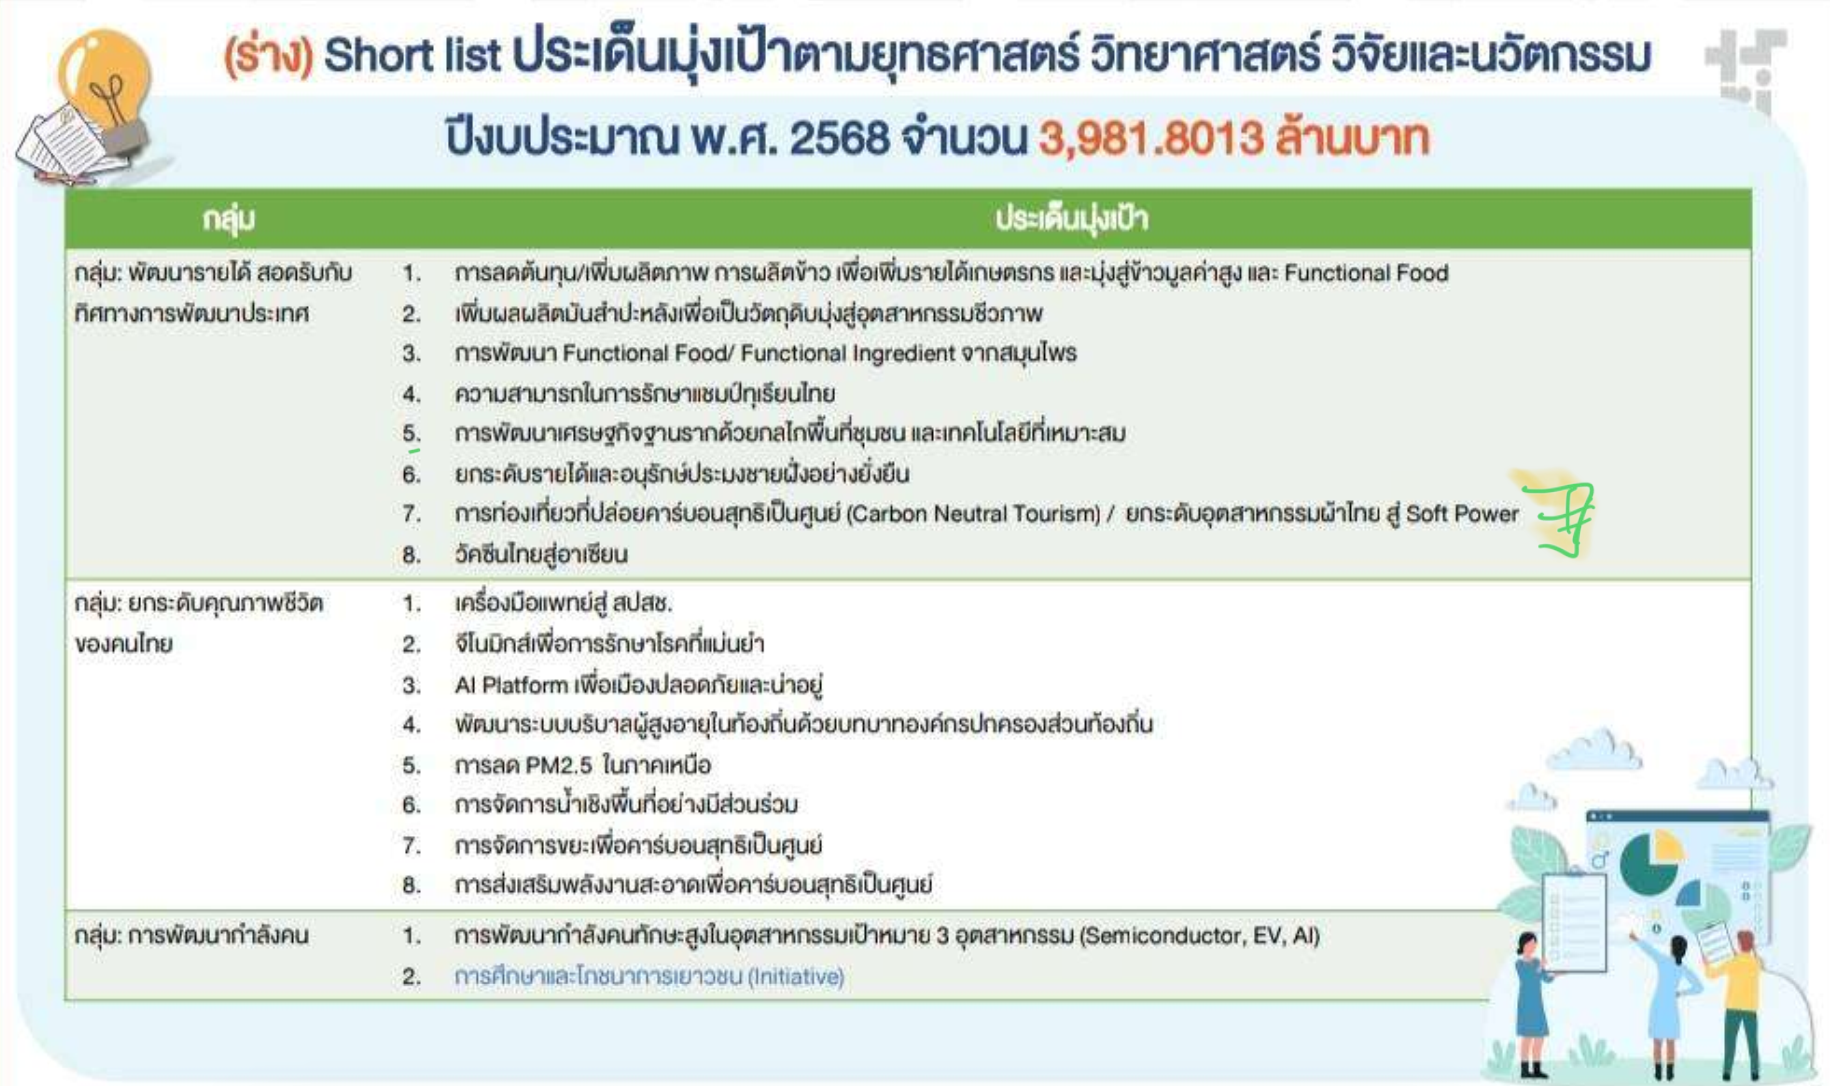 (ร่าง) Short list ประเด็นมุ่งเป้าตามยุทธศาสตร์ วิทยาศาสตร์ วิจัยและนวัตกรรม
ปีงบประมาณ พ.ศ. 2568 จำนวน 3,981.8013 ล้านบาท
กลุ่ม ประเด็นมุ่งเป้า
กลุ่ม: พัฒนารายได้ สอดรับกับ 1. การลดต้นทุน/เพิ่มผลิตภาพ การผลิตข้าว เพื่อเพิ่มรายได้เกษตรกร และมุ่งสู่ข้าวมูลค่าสูง และ Functional Food
ทิศทางการพัฒนาประเทศ 2. เพิ่มผลผลิตมันสำปะหลังเพื่อเป็นวัตถุดิบมุ่งสู่อุตสาหกรรมชีวภาพ
3. การพัฒนา Functional Food/ Functional Ingredient จากสมุนไพร
4. ความสามารถในการรักษาแชมป์ทุเรียนไทย
5. การพัฒนาเศรษฐกิจฐานรากด้วยกลไกพื้นที่ชุมชน และเทคโนโลยีที่เหมาะสม
6. ยกระดับรายได้และอนุรักษ์ประมงชายฝั่งอย่างยั่งยืน
7. การท่องเที่ยวที่ปล่อยคาร์บอนสุทธิเป็นศูนย์ (Carbon Neutral Tourism) / ยกระดับอุตสาหกรรมผ้าไทย สู่ Soft Power
8. วัคซีนไทยสู่อาเซียน
กลุ่ม: ยกระดับคุณภาพชีวิต 1. เครื่องมือแพทย์สู่ สปสช.
ของคนไทย 2. จีโนมิกส์เพื่อการรักษาโรคที่แม่นยำ
3. AI Platform เพื่อเมืองปลอดภัยและน่าอยู่
4. พัฒนาระบบบริบาลผู้สูงอายุในท้องถิ่นด้วยบทบาทองค์กรปกครองส่วนท้องถิ่น
5. การลด PM2.5 ในภาคเหนือ
6. การจัดการน้ำเชิงพื้นที่อย่างมีส่วนร่วม
7. การจัดการขยะเพื่อคาร์บอนสุทธิเป็นศูนย์
8. การส่งเสริมพลังงานสะอาดเพื่อคาร์บอนสุทธิเป็นศูนย์
กลุ่ม: การพัฒนากำลังคน 1. การพัฒนากำลังคนทักษะสูงในอุตสาหกรรมเป้าหมาย 3 อุตสาหกรรม (Semiconductor, EV, AI)
2. การศึกษาและโภชนาการเยาวชน (Initiative)